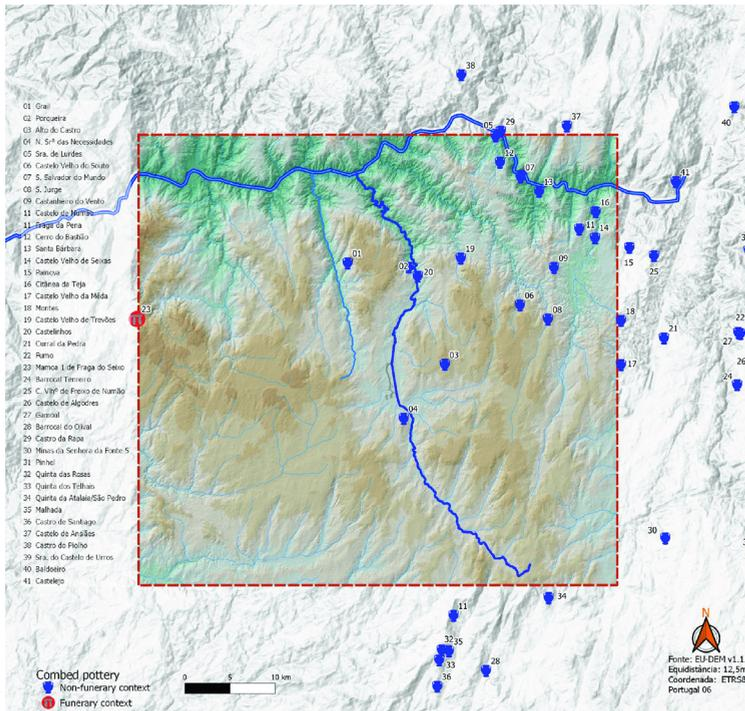 38
40
29
05
37
12
07
13
41
16
11
14
15
25
01
02
20
19
09
06
08
23
18
21
22
27
26
24
17
03
04
30
34
11
32
35
33
28
36
01 Grail
02 Porqueira
03 Alto do Castro
04 N. Srª das Necessidades
05 Sra. de Lurdes
06 Castelo Velho do Souto
07 S. Salvador do Mundo
08 S. Jorge
09 Castanheiro do Vento
11 Castelo de Numão
11 Fraga da Pena
12 Cerro do Bastião
13 Santa Bárbara
14 Castelo Velho de Seixas
15 Painova
16 Citânea da Teja
17 Castelo Velho da Mêda
18 Montes
19 Castelo Velho de Trevões
20 Castelinhos
21 Curral da Pedra
22 Fumo
23 Mamoa 1 de Fraga do Seixo
24 Barrocal Tenreiro
25 C. Vlhº de Freixo de Numão
26 Castelo de Algodres
27 Gamoal
28 Barrocal do Olival
29 Castro da Rapa
30 Minas da Senhora da Fonte S
31 Pinhel
32 Quinta das Rosas
33 Quinta dos Telhais
34 Quinta da Atalaia/São Pedro
35 Malhada
36 Castro de Santiago
37 Castelo de Ansiães
38 Castro do Piolho
39 Sra. do Castelo de Urros
40 Baldoeiro
41 Castelejo
Combed pottery
Non-funerary context
Funerary context
0 5 10 km
N
Fonte: EU-DEM v1.1
Equidistância: 12,5m
Coordenada: ETRS8
Portugal 06